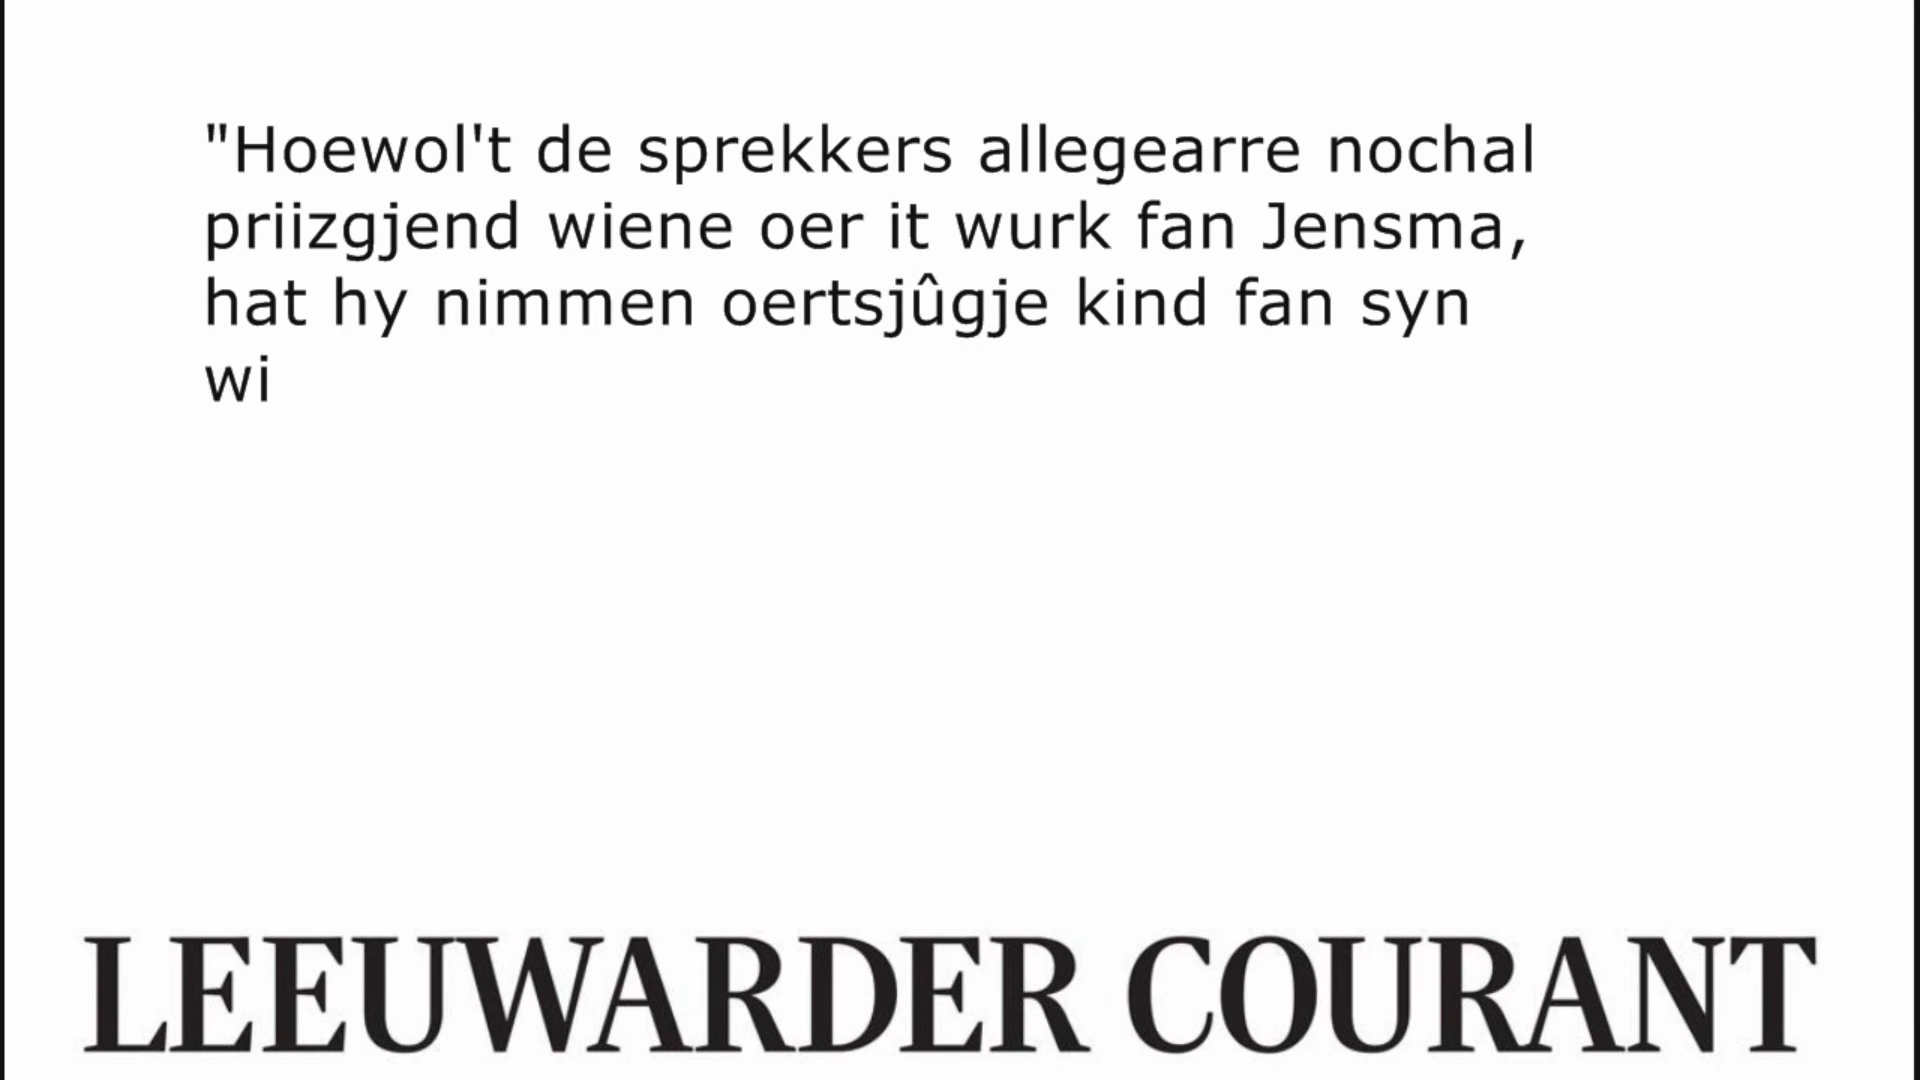 "Hoewol't de sprekkers allegearre nochal
priizgjend wiene oer it wurk fan Jensma,
hat hy nimmen oertsjûgje kind fan syn
wi
LEEUWARDER COURANT